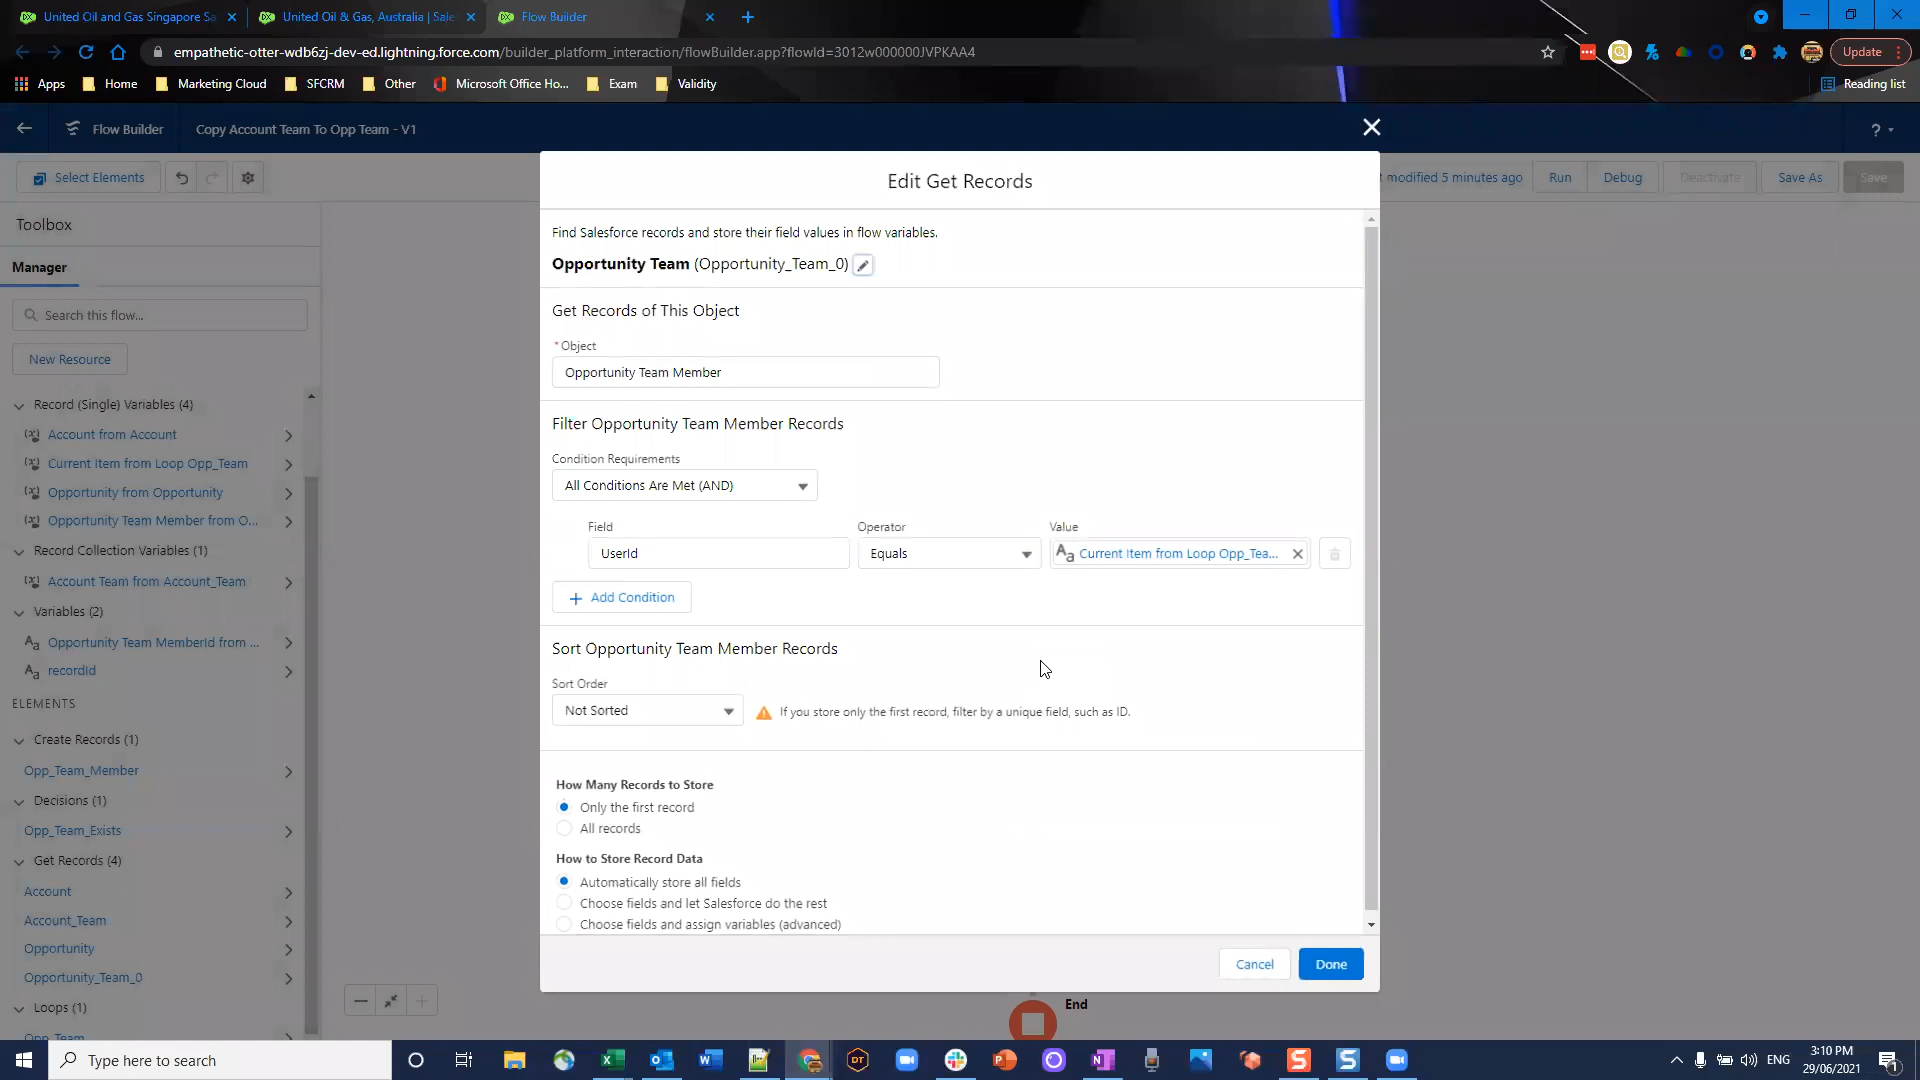 United Oil and Gas Singapore Sa
United Oil & Gas, Australia | Sale
Flow Builder
empathetic-otter-wdb6zj-dev-ed.lightning.force.com/builder_platform_interaction/flowBuilder.app?flowId=3012w000000JVPKAA4
Update
Apps
Home
Marketing Cloud
SFCRM
Other
Microsoft Office Ho...
Exam
Validity
Reading list
Flow Builder
Copy Account Team To Opp Team - V1
?
Select Elements
modified 5 minutes ago
Run
Debug
Deactivate
Save As
Save
Toolbox
Manager
Search this flow...
New Resource
Record (Single) Variables (4)
Account from Account
Current Item from Loop Opp_Team
Opportunity from Opportunity
Opportunity Team Member from O...
Record Collection Variables (1)
Account Team from Account_Team
Variables (2)
Opportunity Team MemberId from ...
recordId
ELEMENTS
Create Records (1)
Opp_Team_Member
Decisions (1)
Opp_Team_Exists
Get Records (4)
Account
Account_Team
Opportunity
Opportunity_Team_0
Loops (1)
Opp_Team
Edit Get Records
Find Salesforce records and store their field values in flow variables.
Opportunity Team (Opportunity_Team_0)
Get Records of This Object
* Object
Opportunity Team Member
Filter Opportunity Team Member Records
Condition Requirements
All Conditions Are Met (AND)
Field
Operator
Value
UserId
Equals
Current Item from Loop Opp_Tea...
Add Condition
Sort Opportunity Team Member Records
Sort Order
Not Sorted
If you store only the first record, filter by a unique field, such as ID.
How Many Records to Store
Only the first record
All records
How to Store Record Data
Automatically store all fields
Choose fields and let Salesforce do the rest
Choose fields and assign variables (advanced)
Cancel
Done
End
Type here to search
ENG
3:10 PM
29/06/2021